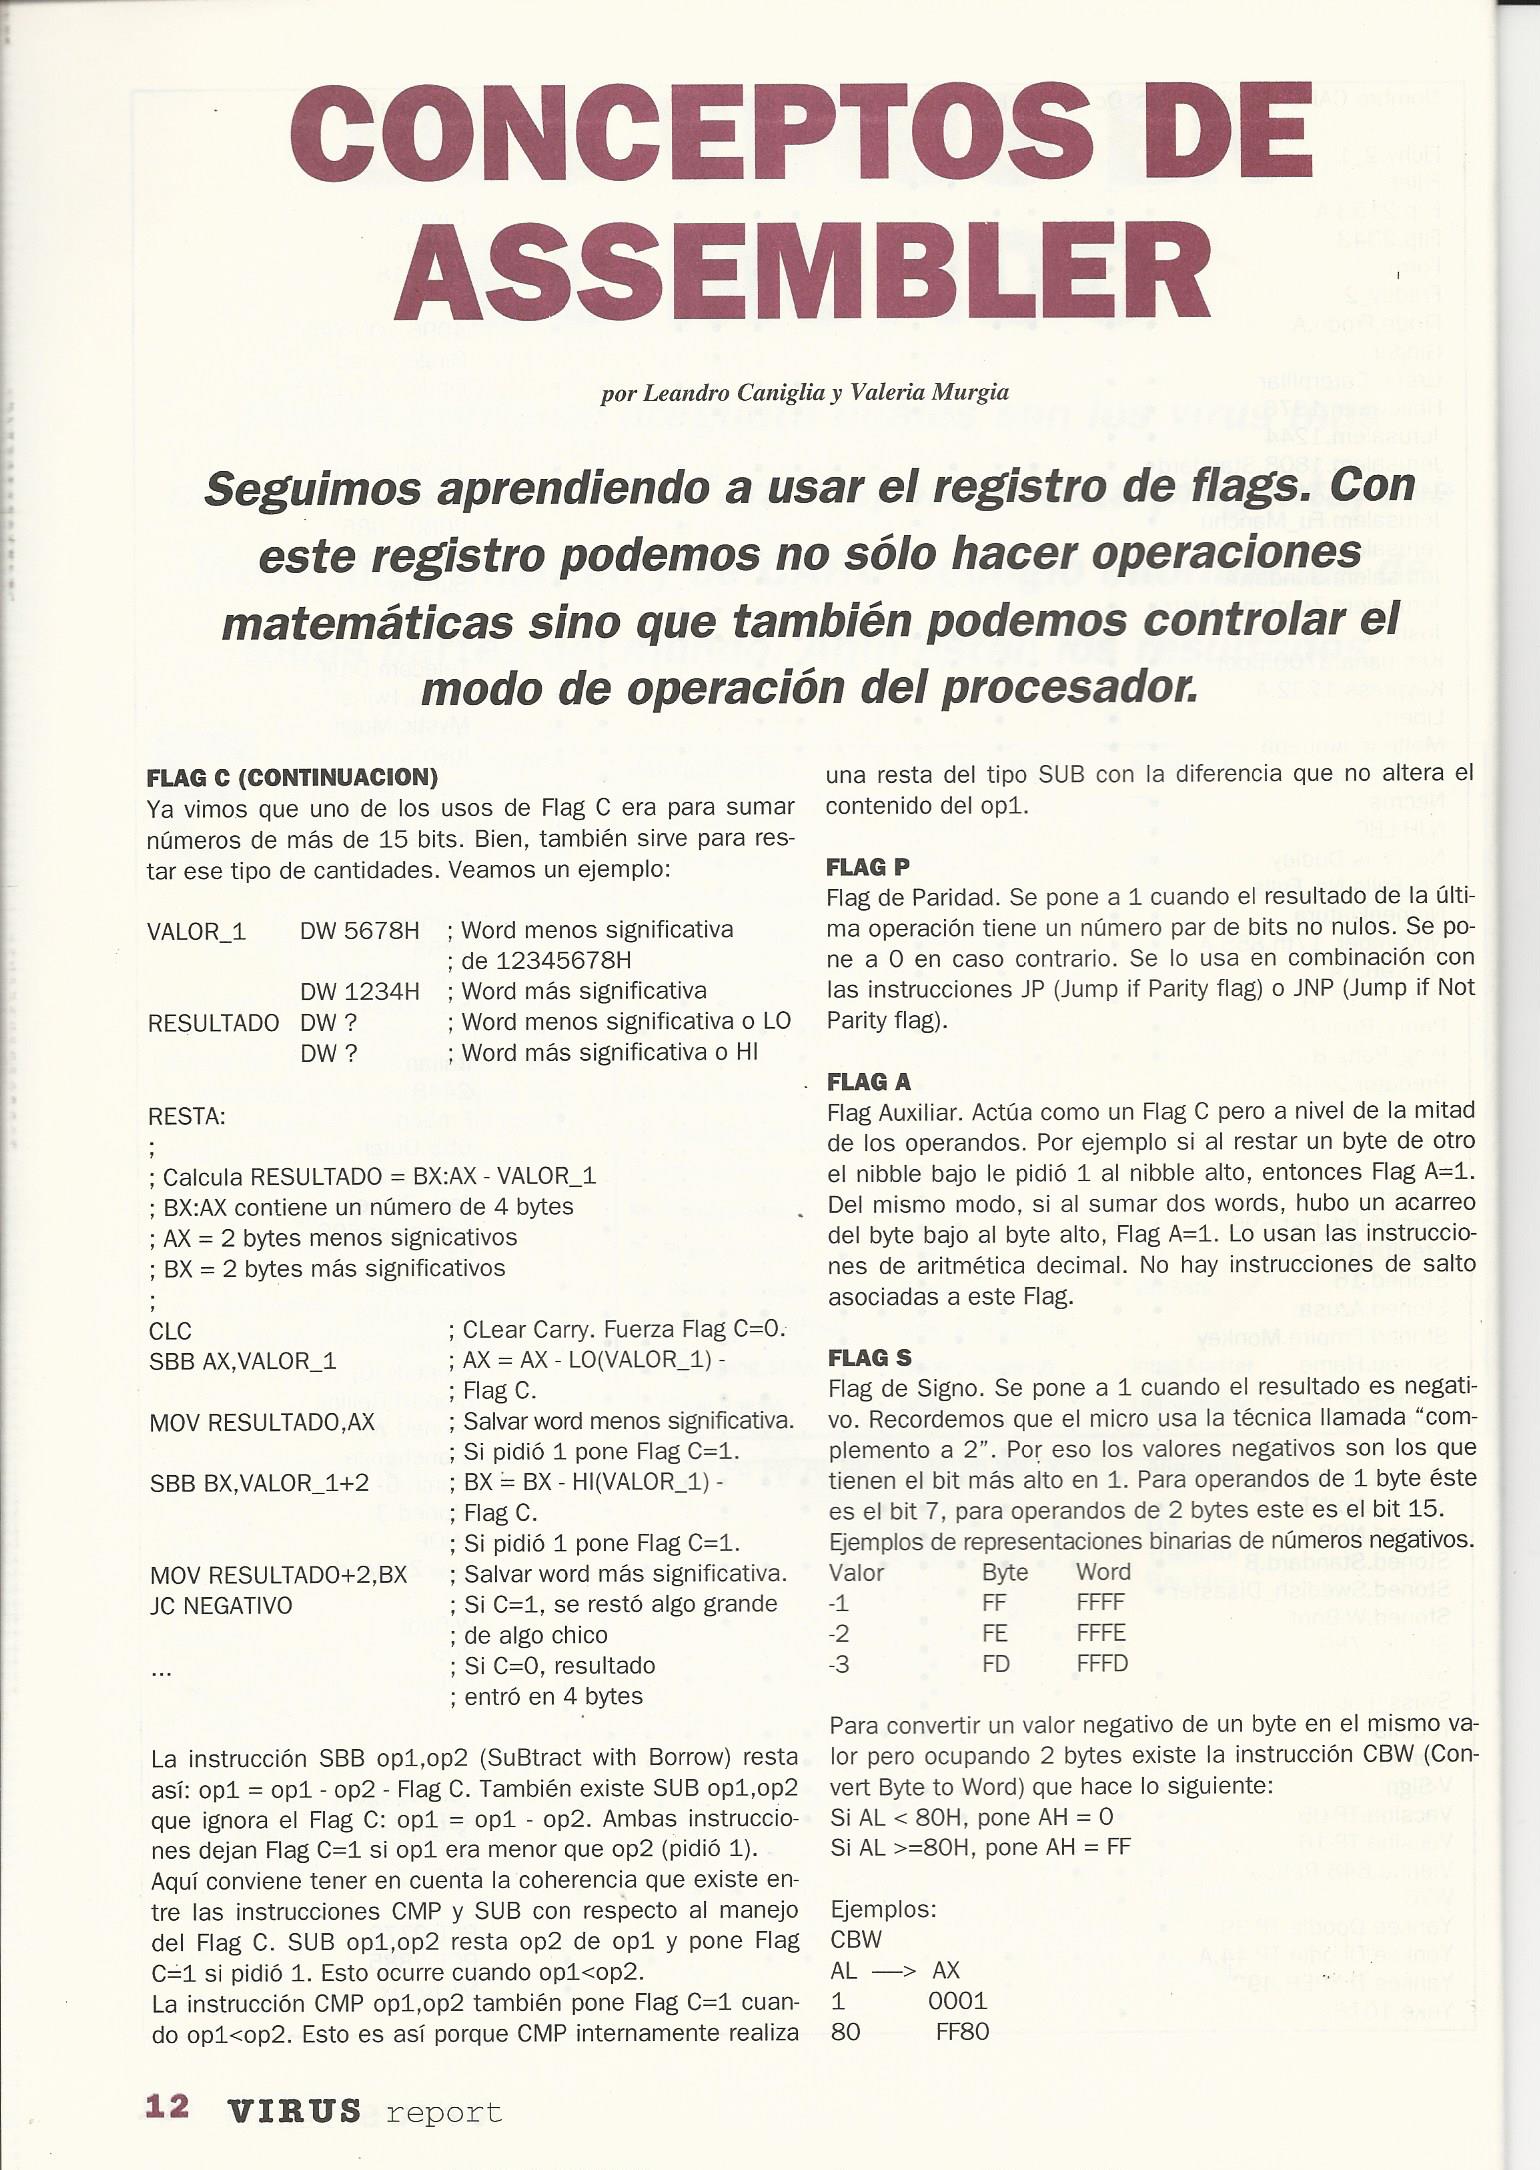 CONCEPTOS DE
ASSEMBLER
por Leandro Caniglia y Valeria Murgia
Seguimos aprendiendo a usar el registro de flags. Con
este registro podemos no sólo hacer operaciones
matemáticas sino que también podemos controlar el
modo de operación del procesador.
FLAG C (CONTINUACION)
Ya vimos que uno de los usos de Flag C era para sumar
números de más de 15 bits. Bien, también sirve para res-
tar ese tipo de cantidades. Veamos un ejemplo:
VALOR_1 DW 5678H ; Word menos significativa
; de 12345678H
DW 1234H ; Word más significativa
RESULTADO DW ? ; Word menos significativa o LO
DW ? ; Word más significativa o HI
RESTA:
;
; Calcula RESULTADO = BX:AX - VALOR_1
; BX:AX contiene un número de 4 bytes
; AX = 2 bytes menos signicativos
; BX = 2 bytes más significativos
;
CLC ; CLear Carry. Fuerza Flag C=0.
SBB AX,VALOR_1 ; AX = AX - LO(VALOR_1) -
; Flag C.
MOV RESULTADO,AX ; Salvar word menos significativa.
; Si pidió 1 pone Flag C=1.
SBB BX,VALOR_1+2 ; BX = BX - HI(VALOR_1) -
; Flag C.
; Si pidió 1 pone Flag C=1.
MOV RESULTADO+2,BX ; Salvar word más significativa.
JC NEGATIVO ; Si C=1, se restó algo grande
; de algo chico
... ; Si C=0, resultado
; entró en 4 bytes
La instrucción SBB op1,op2 (SuBtract with Borrow) resta
así: op1 = op1 - op2 - Flag C. También existe SUB op1,op2
que ignora el Flag C: op1 = op1 - op2. Ambas instruccio-
nes dejan Flag C=1 si op1 era menor que op2 (pidió 1).
Aquí conviene tener en cuenta la coherencia que existe en-
tre las instrucciones CMP y SUB con respecto al manejo
del Flag C. SUB op1,op2 resta op2 de op1 y pone Flag
C=1 si pidió 1. Esto ocurre cuando op1<op2.
La instrucción CMP op1,op2 también pone Flag C=1 cuan-
do op1<op2. Esto es así porque CMP internamente realiza
una resta del tipo SUB con la diferencia que no altera el
contenido del op1.
FLAG P
Flag de Paridad. Se pone a 1 cuando el resultado de la últi-
ma operación tiene un número par de bits no nulos. Se po-
ne a 0 en caso contrario. Se lo usa en combinación con
las instrucciones JP (Jump if Parity flag) o JNP (Jump if Not
Parity flag).
FLAG A
Flag Auxiliar. Actúa como un Flag C pero a nivel de la mitad
de los operandos. Por ejemplo si al restar un byte de otro
el nibble bajo le pidió 1 al nibble alto, entonces Flag A=1.
Del mismo modo, si al sumar dos words, hubo un acarreo
del byte bajo al byte alto, Flag A=1. Lo usan las instruccio-
nes de aritmética decimal. No hay instrucciones de salto
asociadas a este Flag.
FLAG S
Flag de Signo. Se pone a 1 cuando el resultado es negati-
vo. Recordemos que el micro usa la técnica llamada “com-
plemento a 2”. Por eso los valores negativos son los que
tienen el bit más alto en 1. Para operandos de 1 byte éste
es el bit 7, para operandos de 2 bytes este es el bit 15.
Ejemplos de representaciones binarias de números negativos.
Valor Byte Word
-1 FF FFFF
-2 FE FFFE
-3 FD FFFD
Para convertir un valor negativo de un byte en el mismo va-
lor pero ocupando 2 bytes existe la instrucción CBW (Con-
vert Byte to Word) que hace lo siguiente:
Si AL < 80H, pone AH = 0
Si AL >=80H, pone AH = FF
Ejemplos:
CBW
AL —> AX
1 0001
80 FF80
12 VIRUS report